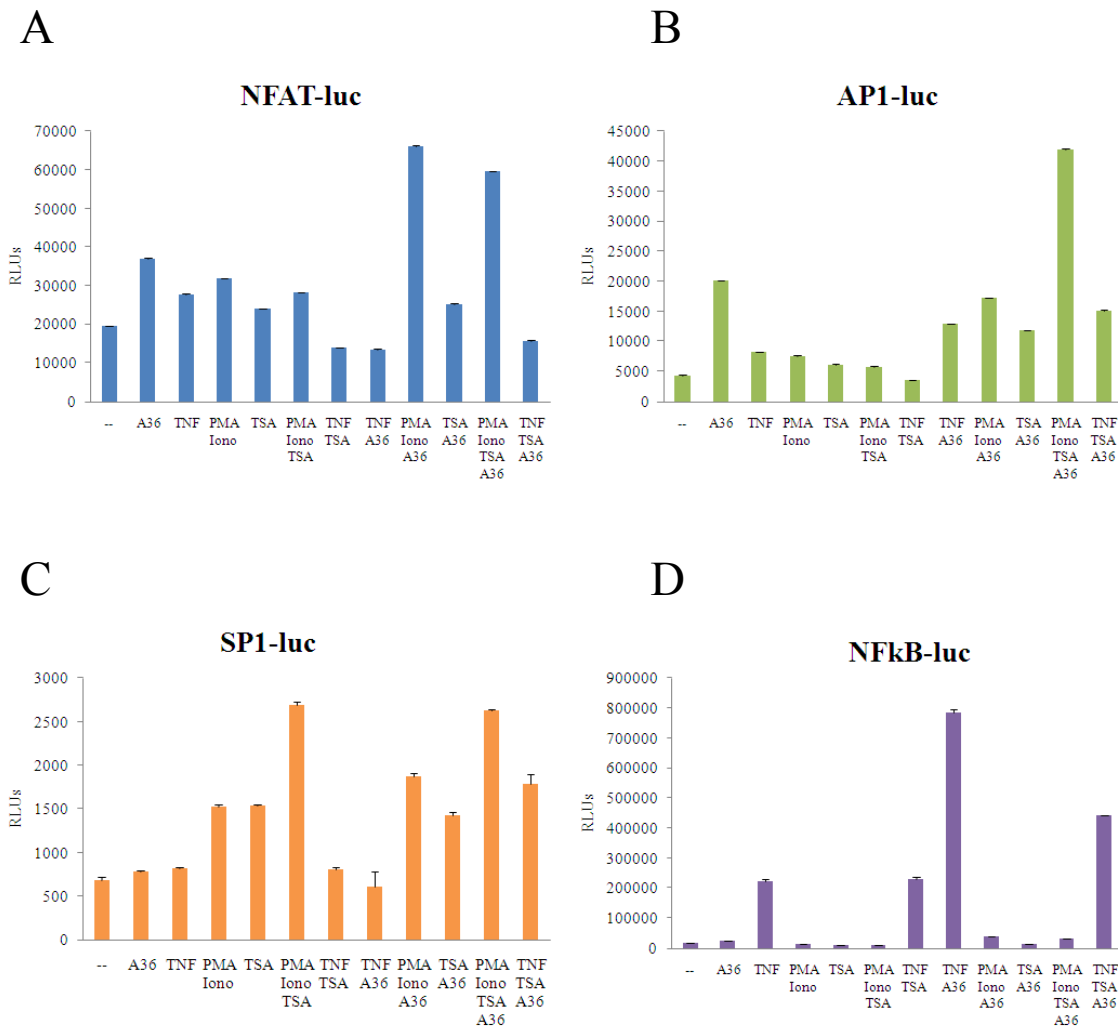 A
NFAT-luc
RLUs
70000
60000
50000
40000
30000
20000
10000
0
-- A36 TNF PMA TSA PMA TNF TNF PMA TSA PMA TNF
Iono Iono TSA A36 Iono A36 Iono TSA
TSA A36 TSA A36
A36
B
AP1-luc
RLUs
45000
40000
35000
30000
25000
20000
15000
10000
5000
0
-- A36 TNF PMA TSA PMA TNF TNF PMA TSA PMA TNF
Iono Iono TSA A36 Iono A36 Iono TSA
TSA A36 TSA A36
A36
C
SP1-luc
RLUs
3000
2500
2000
1500
1000
500
0
-- A36 TNF PMA TSA PMA TNF TNF PMA TSA PMA TNF
Iono Iono TSA A36 Iono A36 Iono TSA
TSA A36 TSA A36
A36
D
NFkB-luc
RLUs
900000
800000
700000
600000
500000
400000
300000
200000
100000
0
-- A36 TNF PMA TSA PMA TNF TNF PMA TSA PMA TNF
Iono Iono TSA A36 Iono A36 Iono TSA
TSA A36 TSA A36
A36